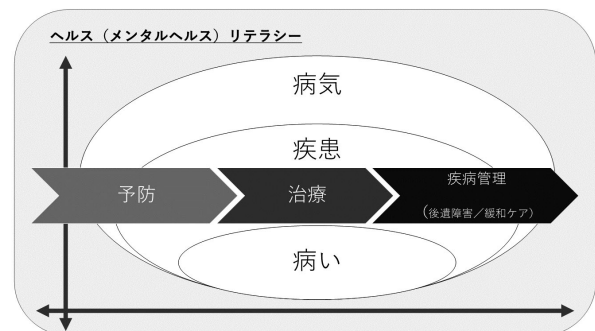 ヘルス（メンタルヘルス）リテラシー
病気
疾患
予防
治療
疾病管理
（後遺障害／緩和ケア）
病い